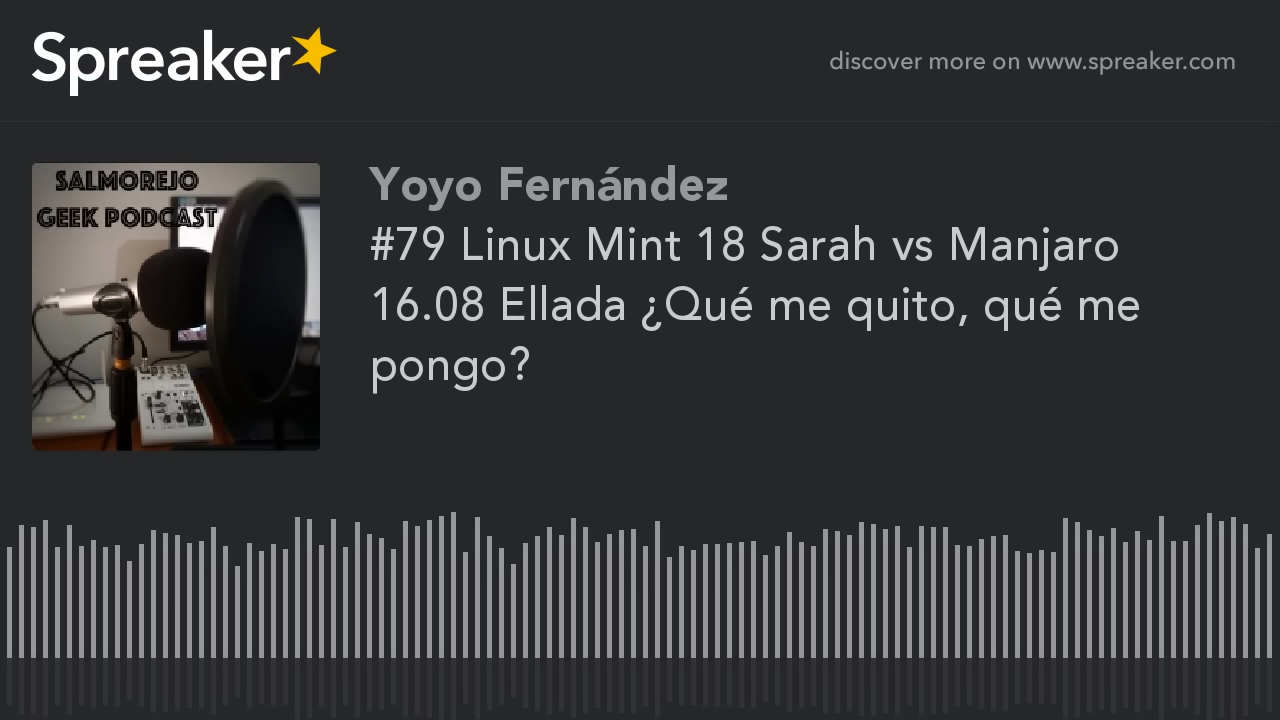 Spreaker
discover more on www.spreaker.com
SALMOREJO
GEEK PODCAST
Yoyo Fernández
#79 Linux Mint 18 Sarah vs Manjaro
16.08 Ellada ¿Qué me quito, qué me
pongo?